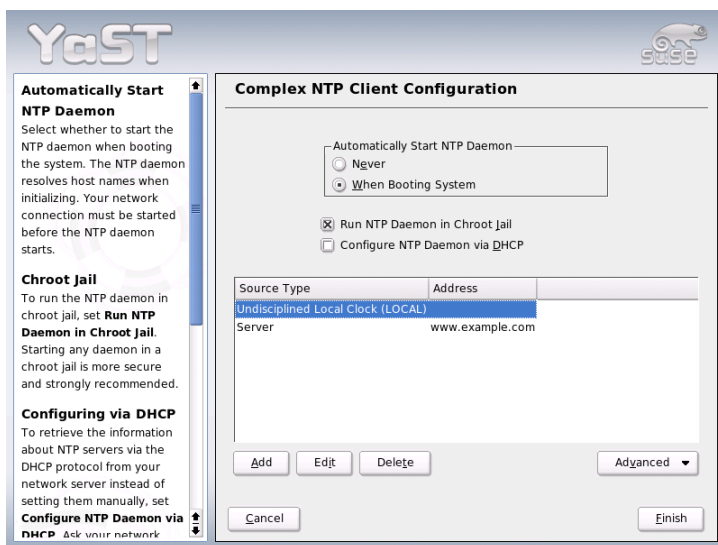 YaST
SUSE
Automatically Start
NTP Daemon
Select whether to start the
NTP daemon when booting
the system. The NTP daemon
resolves host names when
initializing. Your network
connection must be started
before the NTP daemon
starts.
Chroot Jail
To run the NTP daemon in
chroot jail, set Run NTP
Daemon in Chroot Jail.
Starting any daemon in a
chroot jail is more secure
and strongly recommended.
Configuring via DHCP
To retrieve the information
about NTP servers via the
DHCP protocol from your
network server instead of
setting them manually, set
Configure NTP Daemon via
DHCP. Ask your network
Complex NTP Client Configuration
Automatically Start NTP Daemon
Never
When Booting System
Run NTP Daemon in Chroot Jail
Configure NTP Daemon via DHCP
Source Type Address
Undisciplined Local Clock (LOCAL)
Server www.example.com
Add Edit Delete Advanced
Cancel Finish